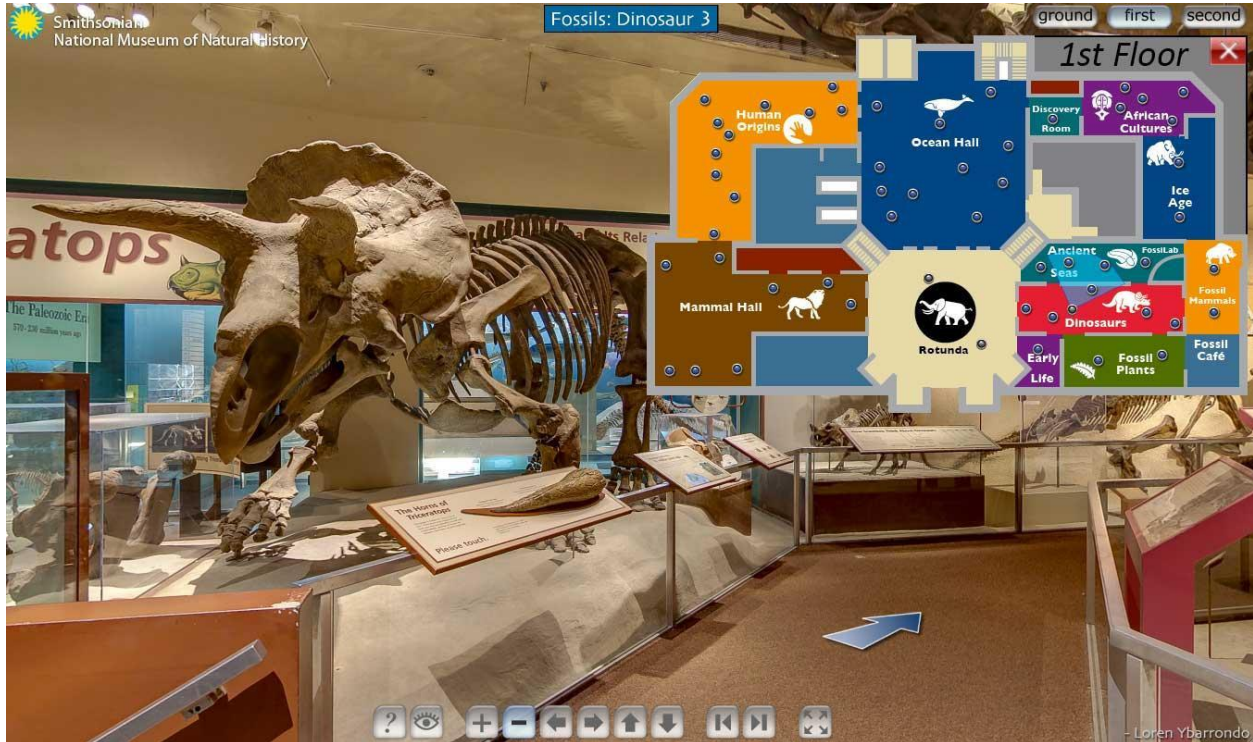 Smithsonian
National Museum of Natural History
Fossils: Dinosaur 3
ground first second
1st Floor
Human
Origins
Ocean Hall
Discovery
Room
African
Cultures
Ice
Age
Mammal Hall
Rotunda
Ancient
Seas
FossiLab
Dinosaurs
Fossil
Mammals
Early
Life
Fossil
Plants
Fossil
Café
atops
The Paleozoic Era
The Horns of
Triceratops
Please touch.
?
- Loren Ybarrondo